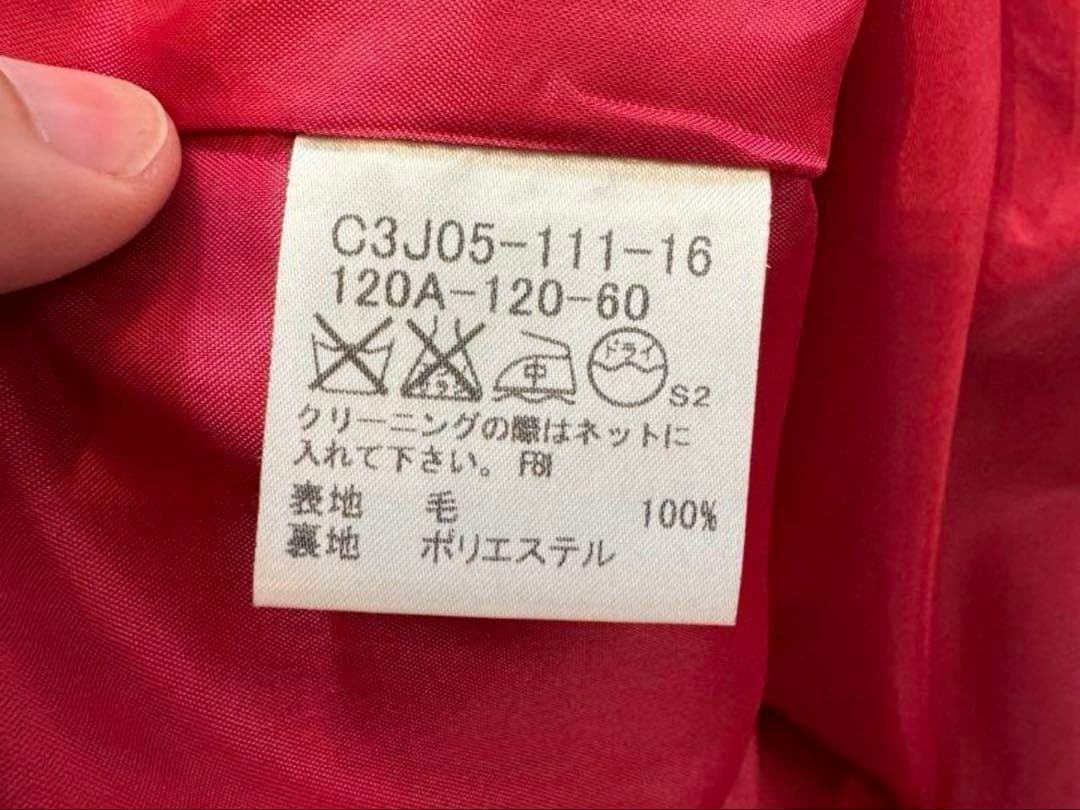 C3J05-111-16
120A-120-60
中 ドライ S2
クリーニングの際はネットに
入れて下さい。 F81
表地 毛 100%
裏地 ポリエステル